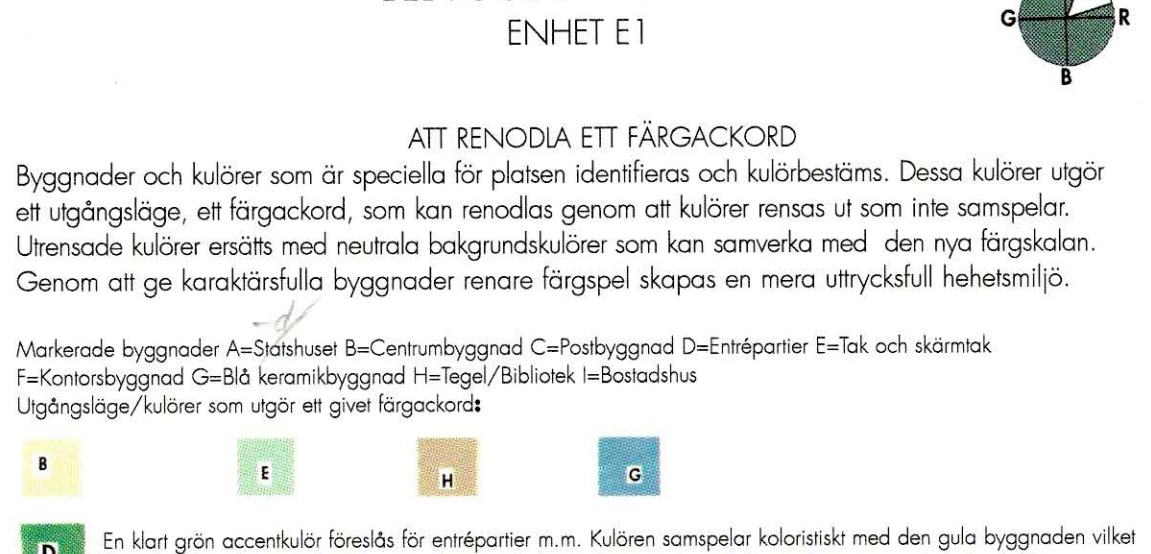 ENHET E1
G R
B
ATT RENODLA ETT FÄRGACKORD
Byggnader och kulörer som är speciella för platsen identifieras och kulörbestäms. Dessa kulörer utgör
ett utgångsläge, ett färgackord, som kan renodlas genom att kulörer rensas ut som inte samspelar.
Utrensade kulörer ersätts med neutrala bakgrundskulörer som kan samverka med den nya färgskalan.
Genom att ge karaktärsfulla byggnader renare färgspel skapas en mera uttrycksfull hehetsmiljö.
d
Markerade byggnader A=Statshuset B=Centrumbyggnad C=Postbyggnad D=Entrépartier E=Tak och skärmtak
F=Kontorsbyggnad G=Blå keramikbyggnad H=Tegel/Bibliotek I=Bostadshus
Utgångsläge/kulörer som utgör ett givet färgackord:
B E H G
D En klart grön accentkulör föreslås för entrépartier m.m. Kulören samspelar koloristiskt med den gula byggnaden vilket